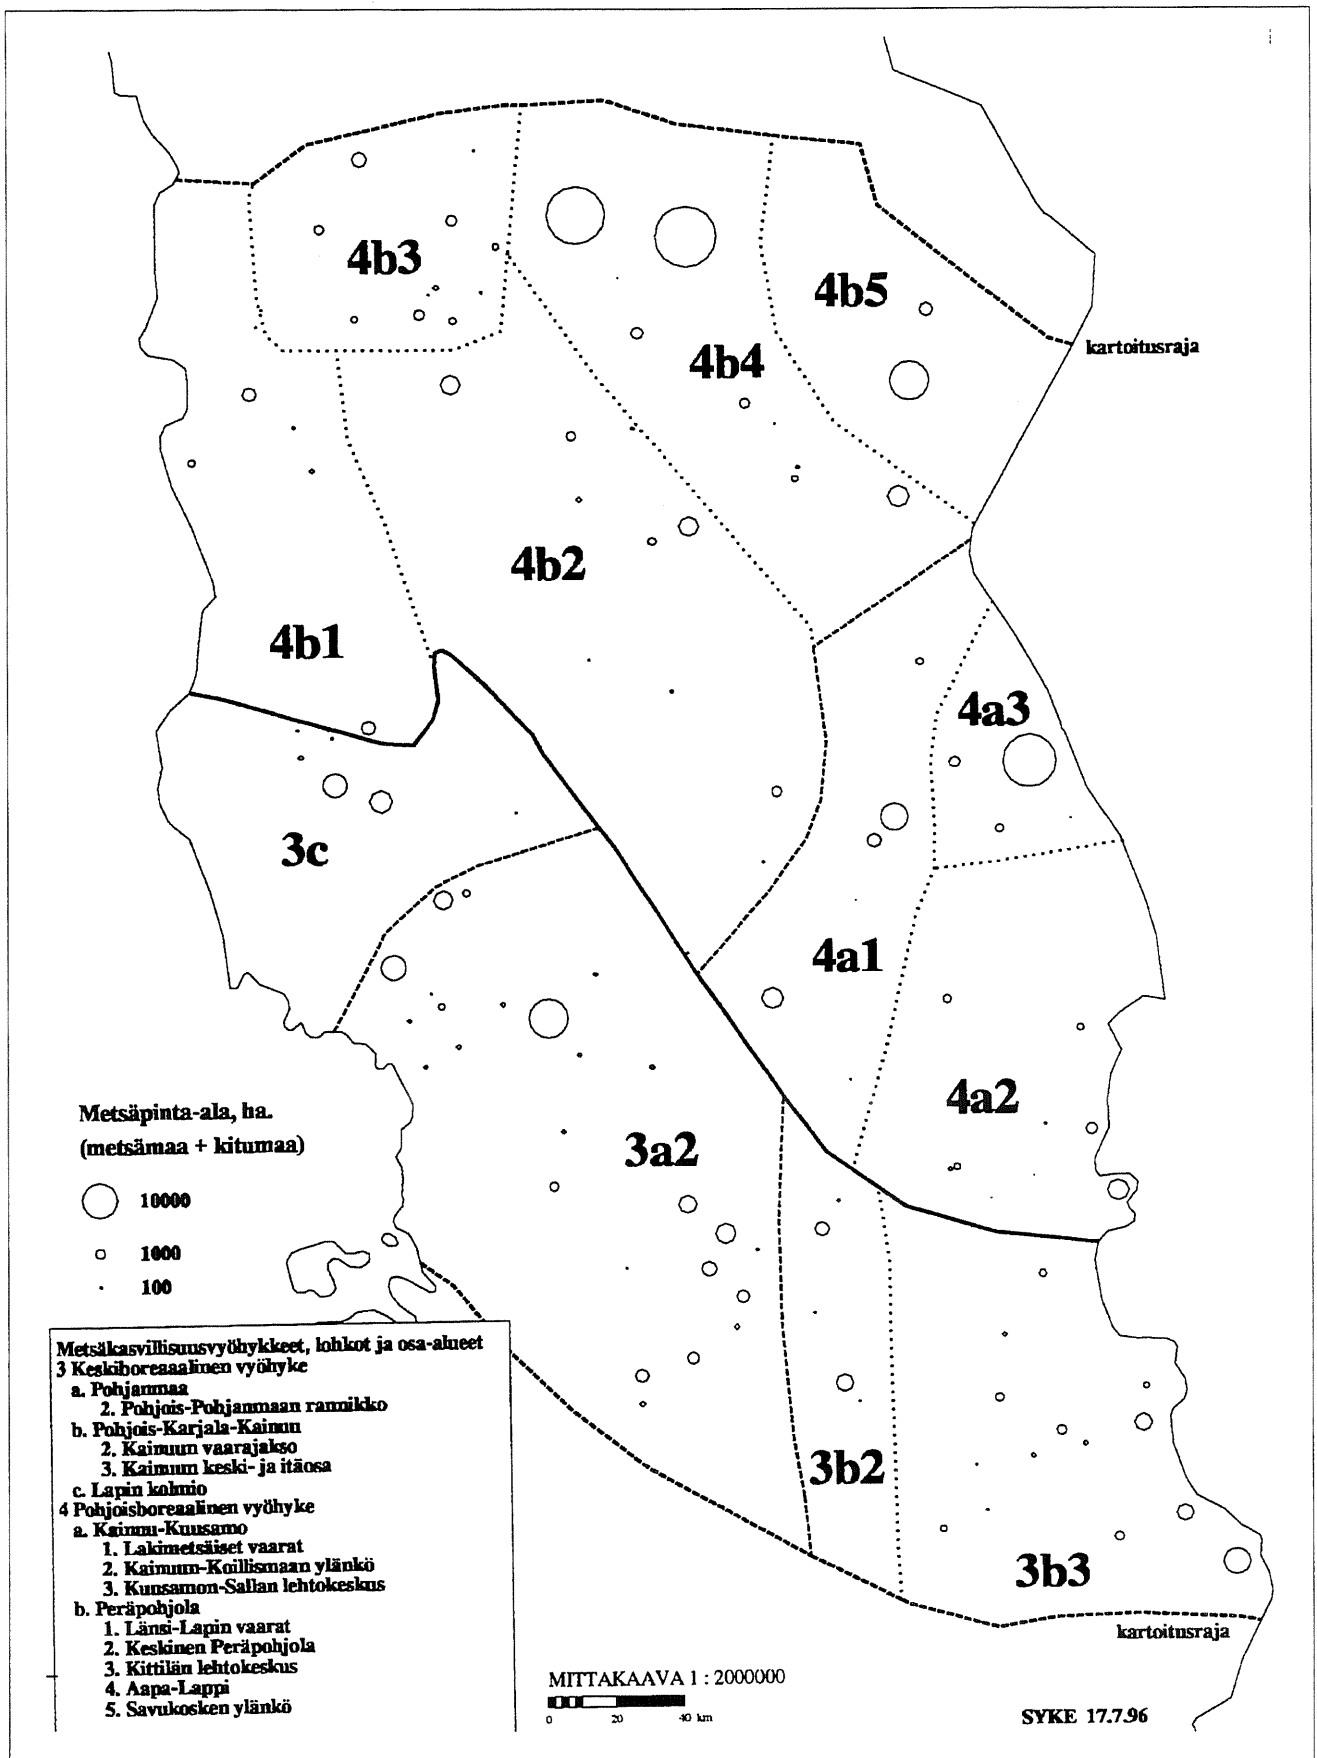 4b3
4b5
kartoitusraja
4b4
4b2
4b1
4a3
3c
4a1
4a2
3a2
Metsäpinta-ala, ha.
(metsämaa + kitumaa)
10000
1000
100
Metsäkasvillisuusvyöhykkeet, lohkot ja osa-alueet
3 Keskiboreaaalinen vyöhyke
a. Pohjanmaa
2. Pohjois-Pohjanmaan rannikko
b. Pohjois-Karjala-Kainuu
2. Kainuun vaarajakso
3. Kainuun keski- ja itäosa
c. Lapin kolmio
4 Pohjoisboreaalinen vyöhyke
a. Kainuu-Kuusamo
1. Lakimetsäiset vaarat
2. Kainuun-Koillismaan ylänkö
3. Kuusamon-Sallan lehtokeskus
b. Peräpohjola
1. Länsi-Lapin vaarat
2. Keskinen Peräpohjola
3. Kittilän lehtokeskus
4. Aapa-Lappi
5. Savukosken ylänkö
3b2
3b3
kartoitusraja
MITTAKAAVA 1 : 2000000
0 20 40 km
SYKE 17.7.96